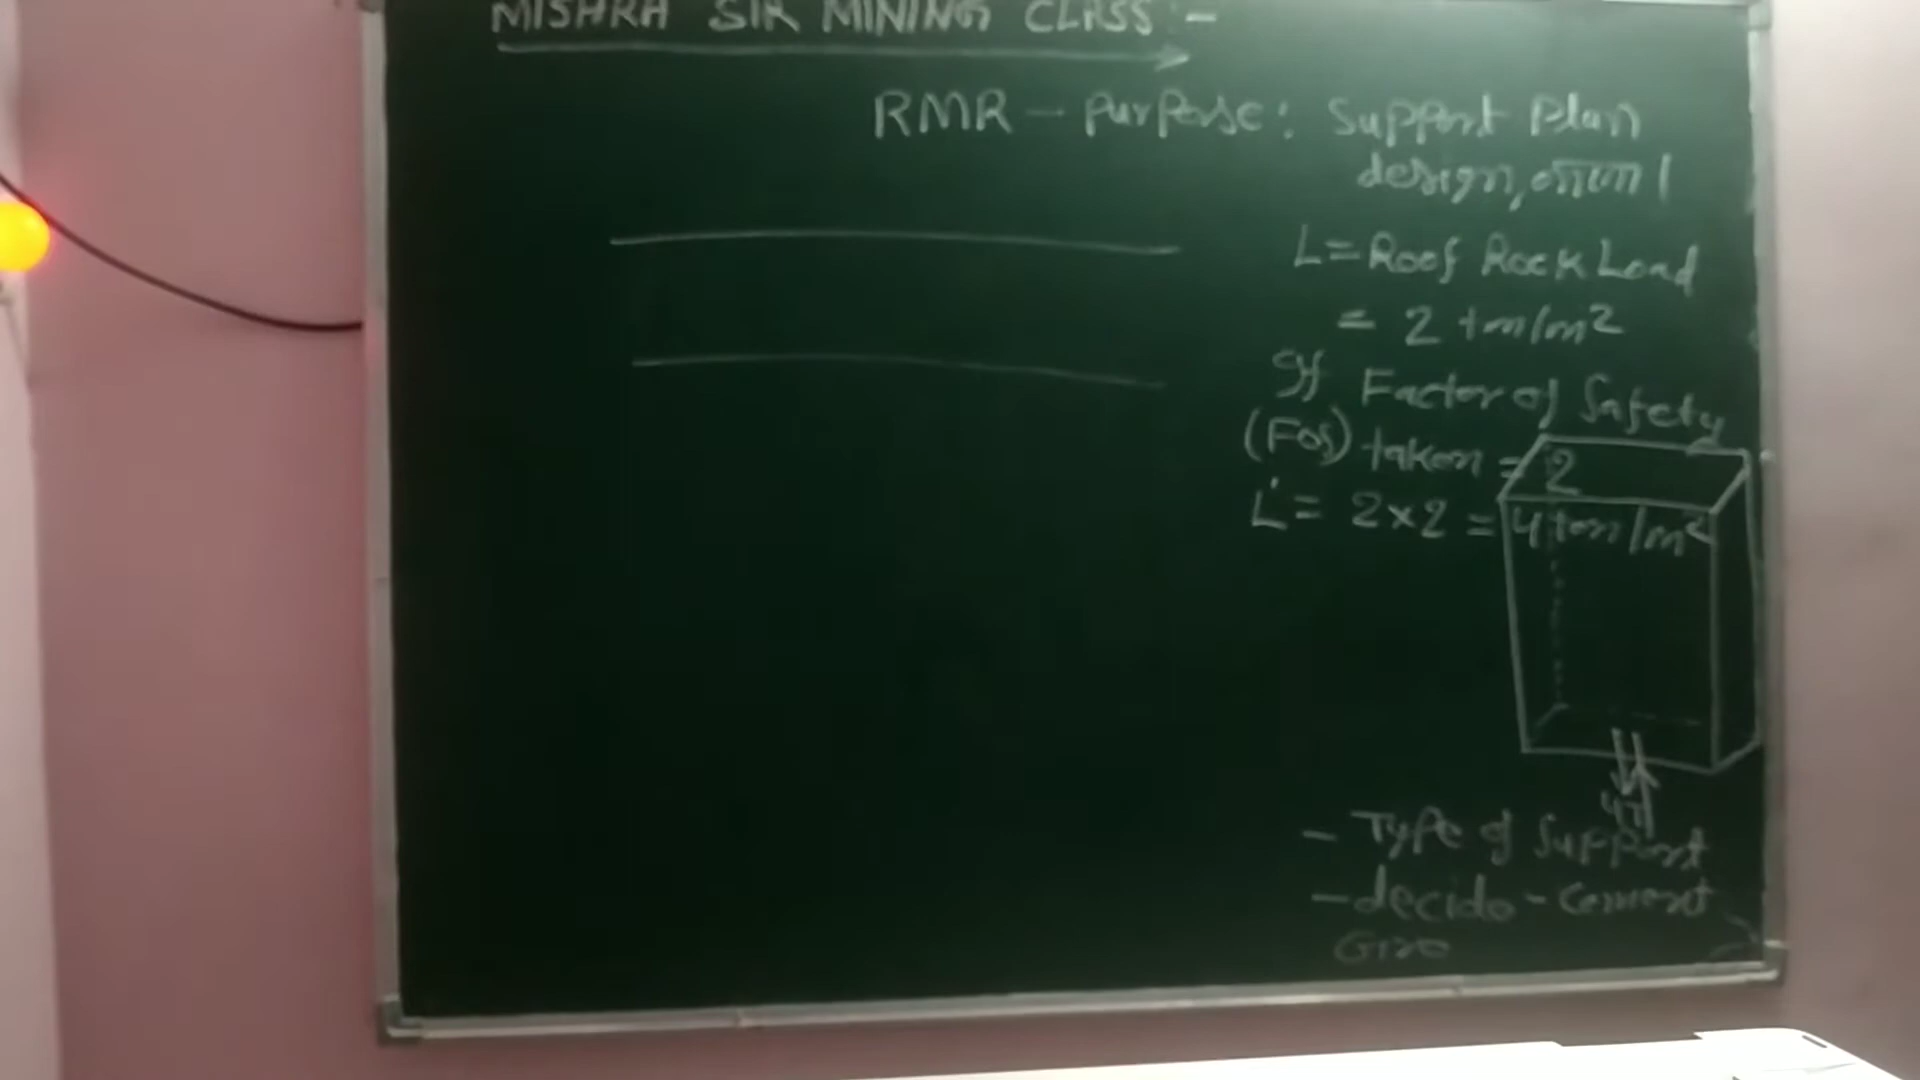 MISHRA SIR MINING CLASS :-
RMR - purpose: Support Plan
design,
L = Roof Rock Load
= 2 ton/m²
If Factor of Safety
(FoS) taken = 2
L' = 2×2 = 4 ton/m²
4T
- Type of Support
- decide - Cement